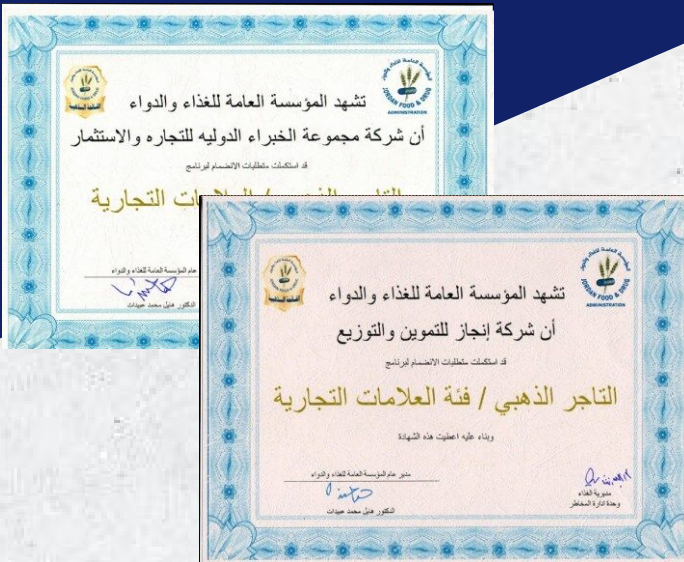 تشهد المؤسسة العامة للغذاء والدواء
أن شركة مجموعة الخبراء الدوليه للتجاره والاستثمار
قد استكملت متطلبات الانضمام لبرنامج
ات التجارية
عام المؤسسة العامة للغذاء والدواء
الدكتور هايل محمد عبيدات
JORDAN FOOD & DRUG
ADMINISTRATION
تشهد المؤسسة العامة للغذاء والدواء
أن شركة إنجاز للتموين والتوزيع
قد استكملت متطلبات الانضمام لبرنامج
التاجر الذهبي / فئة العلامات التجارية
وبناء عليه اعطيت هذه الشهادة
مدير عام المؤسسة العامة للغذاء والدواء
الدكتور هايل محمد عبيدات
مديرية الغذاء
وحدة ادارة المخاطر
JORDAN FOOD & DRUG
ADMINISTRATION